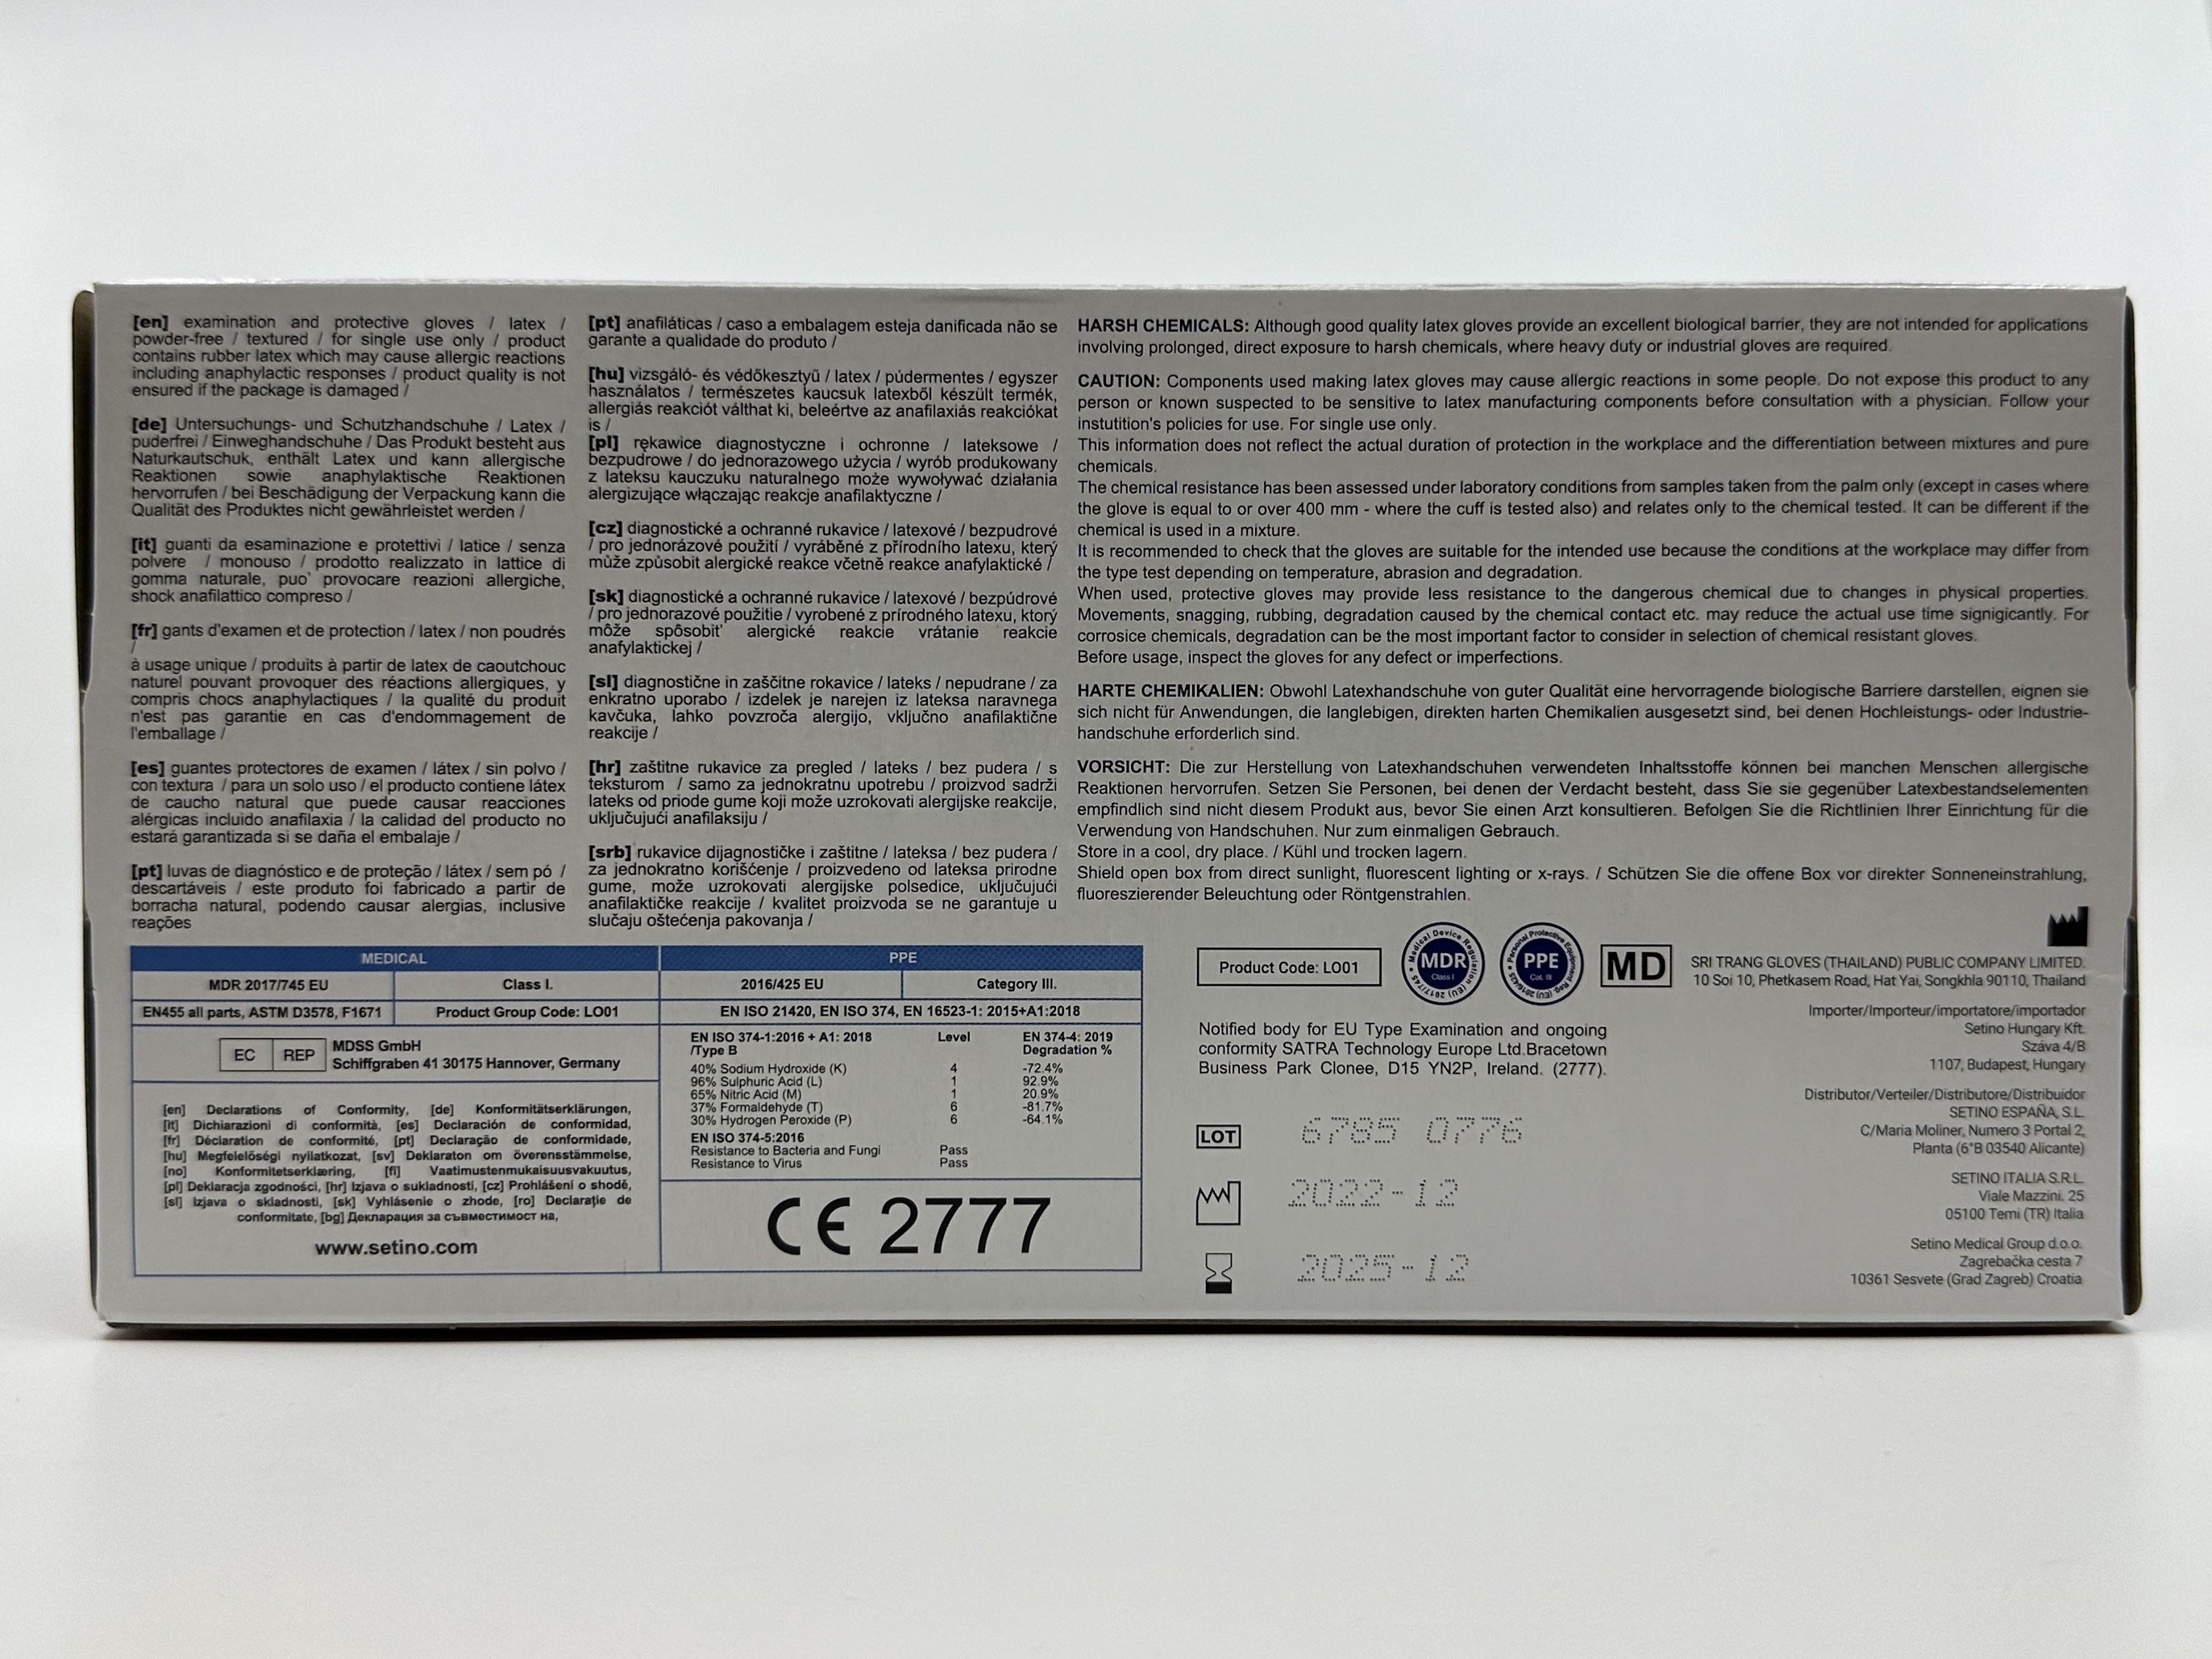 [en] examination and protective gloves / latex /
powder-free / textured / for single use only / product
contains rubber latex which may cause allergic reactions
including anaphylactic responses / product quality is not
ensured if the package is damaged /
[de] Untersuchungs- und Schutzhandschuhe / Latex /
puderfrei / Einweghandschuhe / Das Produkt besteht aus
Naturkautschuk, enthält Latex und kann allergische
Reaktionen sowie anaphylaktische Reaktionen
hervorrufen / bei Beschädigung der Verpackung kann die
Qualität des Produktes nicht gewährleistet werden /
[it] guanti da esaminazione e protettivi / latice / senza
polvere / monouso / prodotto realizzato in lattice di
gomma naturale, puo` provocare reazioni allergiche,
shock anafilattico compreso /
[fr] gants d'examen et de protection / latex / non poudrés
/
à usage unique / produits à partir de latex de caoutchouc
naturel pouvant provoquer des réactions allergiques, y
compris chocs anaphylactiques / la qualité du produit
n'est pas garantie en cas d'endommagement de
l'emballage /
[es] guantes protectores de examen / látex / sin polvo /
con textura / para un solo uso / el producto contiene látex
de caucho natural que puede causar reacciones
alérgicas incluido anafilaxia / la calidad del producto no
estará garantizada si se daña el embalaje /
[pt] luvas de diagnóstico e de proteção / látex / sem pó /
descartáveis / este produto foi fabricado a partir de
borracha natural, podendo causar alergias, inclusive
reações
[pt] anafiláticas / caso a embalagem esteja danificada não se
garante a qualidade do produto /
[hu] vizsgáló- és védőkesztyű / latex / púdermentes / egyszer
használatos / természetes kaucsuk latexből készült termék,
allergiás reakciót válthat ki, beleértve az anafilaxiás reakciókat
is /
[pl] rękawice diagnostyczne i ochronne / lateksowe /
bezpudrowe / do jednorazowego użycia / wyrób produkowany
z lateksu kauczuku naturalnego może wywoływać działania
alergizujące włączając reakcje anafilaktyczne /
[cz] diagnostické a ochranné rukavice / latexové / bezpudrové
/ pro jednorázové použití / vyráběné z přírodního latexu, který
může způsobit alergické reakce včetně reakce anafylaktické /
[sk] diagnostické a ochranné rukavice / latexové / bezpúdrové
/ pro jednorazové použitie / vyrobené z prírodného latexu, ktorý
môže spôsobiť alergické reakcie vrátanie reakcie
anafylaktickej /
[sl] diagnostične in zaščitne rokavice / lateks / nepudrane / za
enkratno uporabo / izdelek je narejen iz lateksa naravnega
kavčuka, lahko povzroča alergijo, vključno anafilaktične
reakcije /
[hr] zaštitne rukavice za pregled / lateks / bez pudera / s
teksturom / samo za jednokratnu upotrebu / proizvod sadrži
lateks od priode gume koji može uzrokovati alergijske reakcije,
uključujući anafilaksiju /
[srb] rukavice dijagnostičke i zaštitne / lateksa / bez pudera /
za jednokratno korišćenje / proizvedeno od lateksa prirodne
gume, može uzrokovati alergijske polsedice, uključujući
anafilaktičke reakcije / kvalitet proizvoda se ne garantuje u
slučaju oštećenja pakovanja /
HARSH CHEMICALS: Although good quality latex gloves provide an excellent biological barrier, they are not intended for applications
involving prolonged, direct exposure to harsh chemicals, where heavy duty or industrial gloves are required.
CAUTION: Components used making latex gloves may cause allergic reactions in some people. Do not expose this product to any
person or known suspected to be sensitive to latex manufacturing components before consultation with a physician. Follow your
instutition's policies for use. For single use only.
This information does not reflect the actual duration of protection in the workplace and the differentiation between mixtures and pure
chemicals.
The chemical resistance has been assessed under laboratory conditions from samples taken from the palm only (except in cases where
the glove is equal to or over 400 mm - where the cuff is tested also) and relates only to the chemical tested. It can be different if the
chemical is used in a mixture.
It is recommended to check that the gloves are suitable for the intended use because the conditions at the workplace may differ from
the type test depending on temperature, abrasion and degradation.
When used, protective gloves may provide less resistance to the dangerous chemical due to changes in physical properties.
Movements, snagging, rubbing, degradation caused by the chemical contact etc. may reduce the actual use time signigicantly. For
corrosice chemicals, degradation can be the most important factor to consider in selection of chemical resistant gloves.
Before usage, inspect the gloves for any defect or imperfections.
HARTE CHEMIKALIEN: Obwohl Latexhandschuhe von guter Qualität eine hervorragende biologische Barriere darstellen, eignen sie
sich nicht für Anwendungen, die langlebigen, direkten harten Chemikalien ausgesetzt sind, bei denen Hochleistungs- oder Industrie-
handschuhe erforderlich sind.
VORSICHT: Die zur Herstellung von Latexhandschuhen verwendeten Inhaltsstoffe können bei manchen Menschen allergische
Reaktionen hervorrufen. Setzen Sie Personen, bei denen der Verdacht besteht, dass Sie sie gegenüber Latexbestandselementen
empfindlich sind nicht diesem Produkt aus, bevor Sie einen Arzt konsultieren. Befolgen Sie die Richtlinien Ihrer Einrichtung für die
Verwendung von Handschuhen. Nur zum einmaligen Gebrauch.
Store in a cool, dry place. / Kühl und trocken lagern.
Shield open box from direct sunlight, fluorescent lighting or x-rays. / Schützen Sie die offene Box vor direkter Sonneneinstrahlung,
fluoreszierender Beleuchtung oder Röntgenstrahlen.
MEDICAL
MDR 2017/745 EU
Class I.
EN455 all parts, ASTM D3578, F1671
Product Group Code: LO01
EC REP
MDSS GmbH
Schiffgraben 41 30175 Hannover, Germany
[en] Declarations of Conformity, [de] Konformitätserklärungen,
[it] Dichiarazioni di conformità, [es] Declaración de conformidad,
[fr] Déclaration de conformité, [pt] Declaração de conformidade,
[hu] Megfelelőségi nyilatkozat, [sv] Deklaraton om överensstämmelse,
[no] Konformitetserklæring, [fi] Vaatimustenmukaisuusvakuutus,
[pl] Deklaracja zgodności, [hr] Izjava o sukladnosti, [cz] Prohlášení o shodě,
[sl] Izjava o skladnosti, [sk] Vyhlásenie o zhode, [ro] Declarație de
conformitate, [bg] Декларация за съвместимост на,
www.setino.com
PPE
2016/425 EU
Category III.
EN ISO 21420, EN ISO 374, EN 16523-1: 2015+A1:2018
EN ISO 374-1:2016 + A1: 2018 Level EN 374-4: 2019
/Type B Degradation %
40% Sodium Hydroxide (K) 4 -72.4%
96% Sulphuric Acid (L) 1 92.9%
65% Nitric Acid (M) 1 20.9%
37% Formaldehyde (T) 6 -81.7%
30% Hydrogen Peroxide (P) 6 -64.1%
EN ISO 374-5:2016
Resistance to Bacteria and Fungi Pass
Resistance to Virus Pass
CE 2777
Product Code: LO01
Medical Device Regulation (EU) 2017/745
MDR
Class I
Personal Protective Equipment Reg. (EU) 2016/425
PPE
Cat. III
MD
Notified body for EU Type Examination and ongoing
conformity SATRA Technology Europe Ltd.Bracetown
Business Park Clonee, D15 YN2P, Ireland. (2777).
LOT 6785 0776
2022-12
2025-12
SRI TRANG GLOVES (THAILAND) PUBLIC COMPANY LIMITED.
10 Soi 10, Phetkasem Road, Hat Yai, Songkhla 90110, Thailand
Importer/Importeur/importatore/importador
Setino Hungary Kft.
Száva 4/B
1107, Budapest, Hungary
Distributor/Verteiler/Distributore/Distribuidor
SETINO ESPAÑA, S.L.
C/Maria Moliner, Numero 3 Portal 2,
Planta (6°B 03540 Alicante)
SETINO ITALIA S.R.L.
Viale Mazzini. 25
05100 Temi (TR) Italia
Setino Medical Group d.o.o.
Zagrebačka cesta 7
10361 Sesvete (Grad Zagreb) Croatia